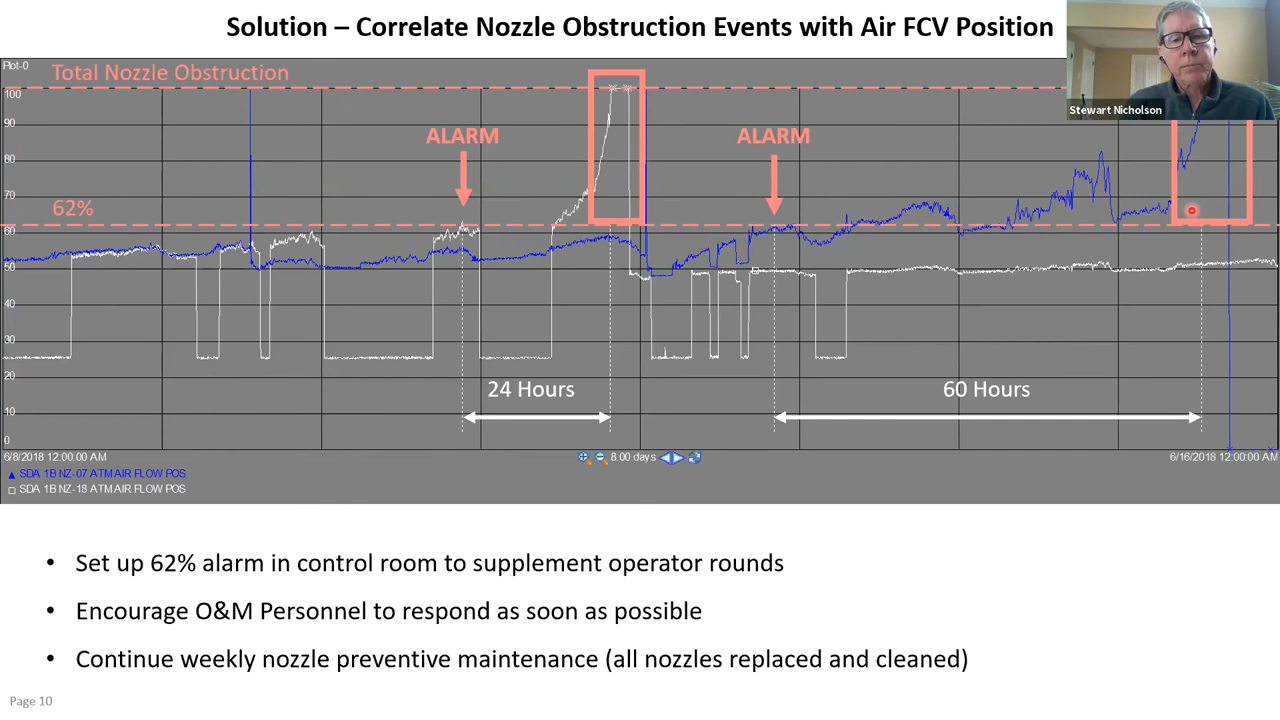 Solution – Correlate Nozzle Obstruction Events with Air FCV Position
Stewart Nicholson
Plot-0
Total Nozzle Obstruction
100
90
80
70
60
50
40
30
20
10
0
62%
ALARM
ALARM
24 Hours
60 Hours
6/8/2018 12:00:00 AM
8.00 days
6/16/2018 12:00:00 AM
SDA 1B NZ-07 ATM AIR FLOW POS
SDA 1B NZ-18 ATM AIR FLOW POS
• Set up 62% alarm in control room to supplement operator rounds
• Encourage O&M Personnel to respond as soon as possible
• Continue weekly nozzle preventive maintenance (all nozzles replaced and cleaned)
Page 10